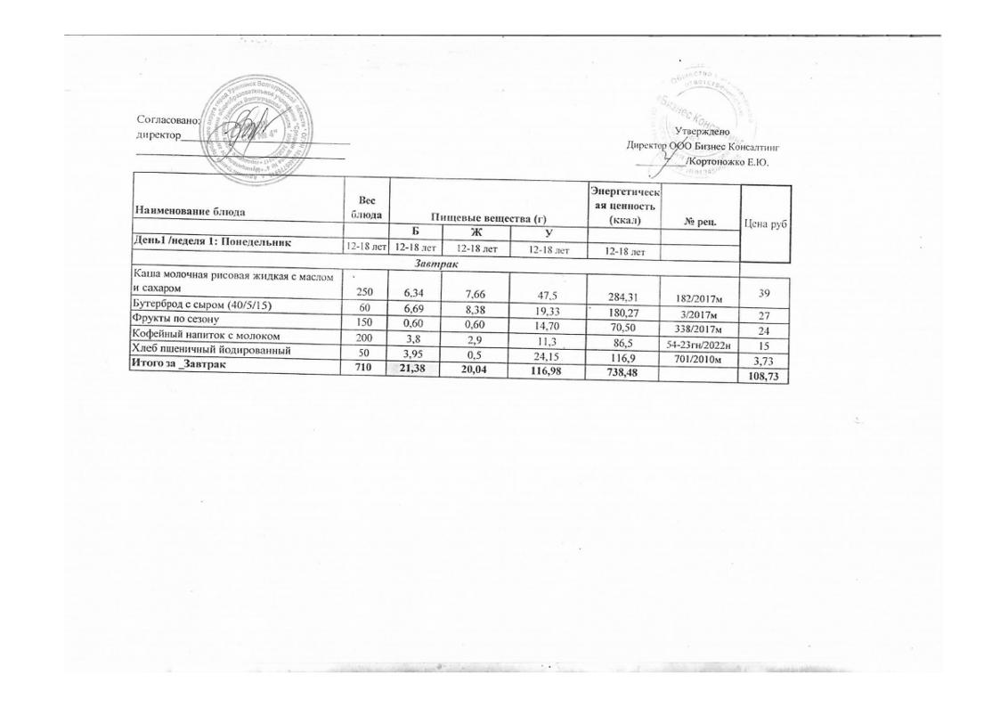 Согласовано:
директор
Утверждено
Директор ООО Бизнес Консалтинг
/Кортоножко Е.Ю.
Наименование блюда Вес блюда Пищевые вещества (г) Энергетическая ценность (ккал) № рец. Цена руб
Б Ж У
День1 /неделя 1: Понедельник 12-18 лет 12-18 лет 12-18 лет 12-18 лет 12-18 лет
Завтрак
Каша молочная рисовая жидкая с маслом
и сахаром 250 6,34 7,66 47,5 284,31 182/2017м 39
Бутерброд с сыром (40/5/15) 60 6,69 8,38 19,33 180,27 3/2017м 27
Фрукты по сезону 150 0,60 0,60 14,70 70,50 338/2017м 24
Кофейный напиток с молоком 200 3,8 2,9 11,3 86,5 54-23гн/2022н 15
Хлеб пшеничный йодированный 50 3,95 0,5 24,15 116,9 701/2010м 3,73
Итого за _Завтрак 710 21,38 20,04 116,98 738,48 108,73